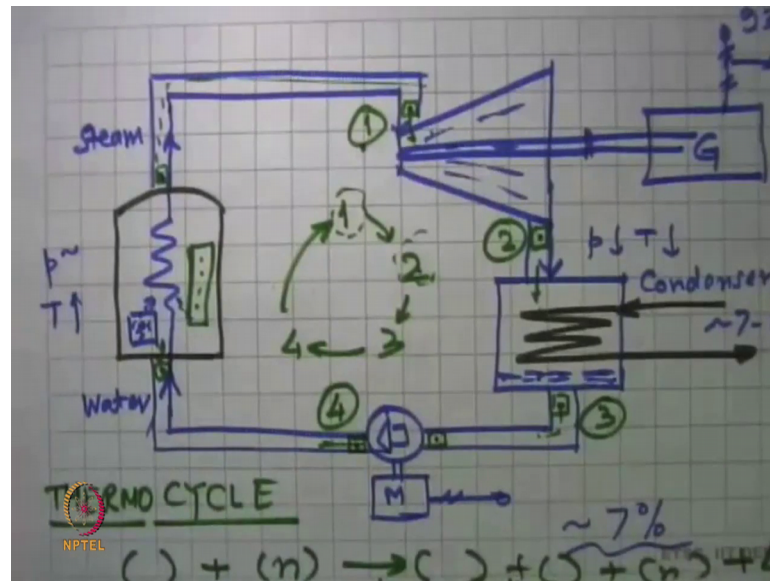 Steam
1
G
1
2
p↓ T↓
Condenser
p~
T↑
2
4 3
~7-
Water
4
3
M
THERMO CYCLE
NPTEL
~ 7%
( ) + (n) → ( ) + ( ) + (n) +